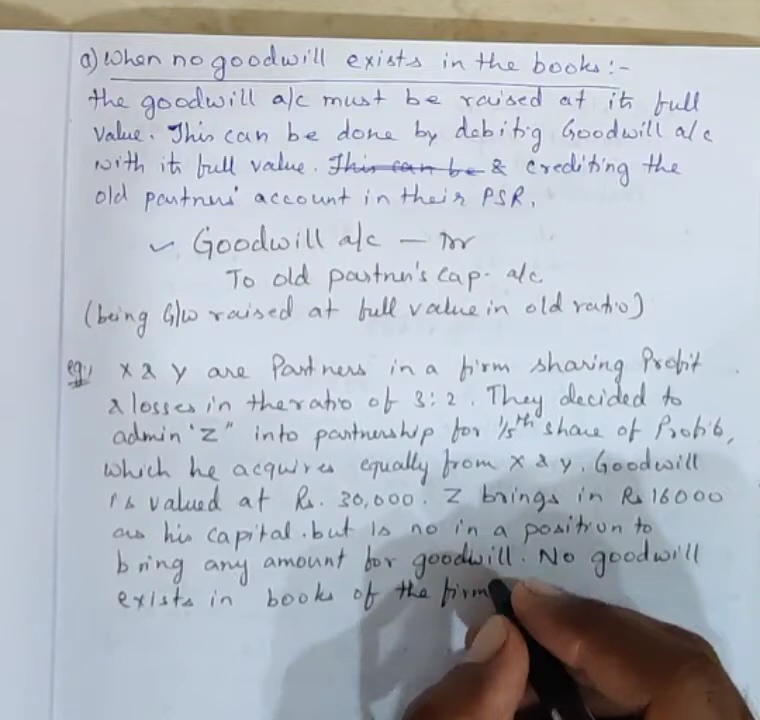 a) When no goodwill exists in the books :-
the goodwill a/c must be raised at its full
value. This can be done by debitig Goodwill a/c
with its full value. This can be & crediting the
old partners' account in their PSR.
✓ Goodwill a/c — Dr
To old partner's cap. a/c
(being G/w raised at full value in old ratio)
eg:, X & Y are Partners in a firm sharing Profit
& losses in the ratio of 3:2. They decided to
admin "Z" into partnership for 1/5th share of Profit,
which he acquires equally from X & Y. Goodwill
is valued at Rs. 30,000. Z brings in Rs 16000
as his capital. but is no in a position to
bring any amount for goodwill. No goodwill
exists in books of the firm